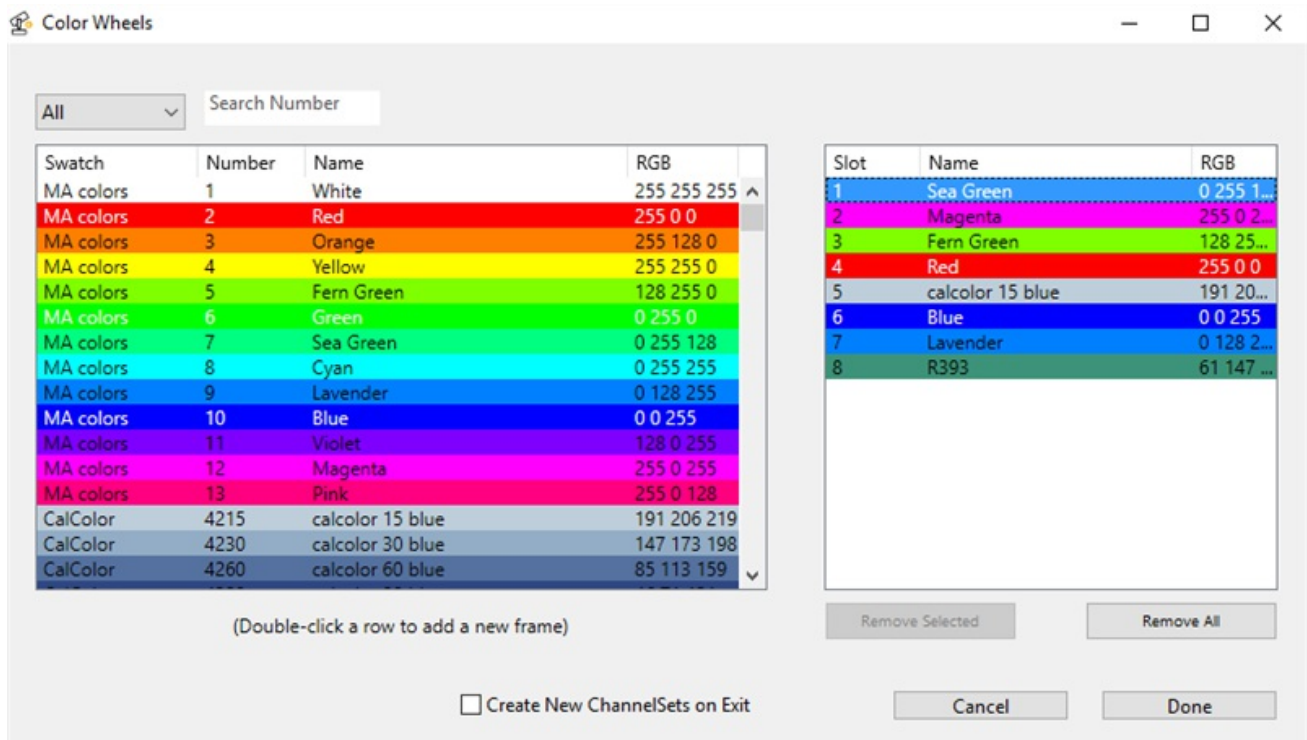 Color Wheels
All
Search Number
Swatch Number Name RGB
MA colors 1 White 255 255 255
MA colors 2 Red 255 0 0
MA colors 3 Orange 255 128 0
MA colors 4 Yellow 255 255 0
MA colors 5 Fern Green 128 255 0
MA colors 6 Green 0 255 0
MA colors 7 Sea Green 0 255 128
MA colors 8 Cyan 0 255 255
MA colors 9 Lavender 0 128 255
MA colors 10 Blue 0 0 255
MA colors 11 Violet 128 0 255
MA colors 12 Magenta 255 0 255
MA colors 13 Pink 255 0 128
CalColor 4215 calcolor 15 blue 191 206 219
CalColor 4230 calcolor 30 blue 147 173 198
CalColor 4260 calcolor 60 blue 85 113 159
(Double-click a row to add a new frame)
Slot Name RGB
1 Sea Green 0 255 1...
2 Magenta 255 0 2...
3 Fern Green 128 25...
4 Red 255 0 0
5 calcolor 15 blue 191 20...
6 Blue 0 0 255
7 Lavender 0 128 2...
8 R393 61 147 ...
Remove Selected
Remove All
Create New ChannelSets on Exit
Cancel
Done